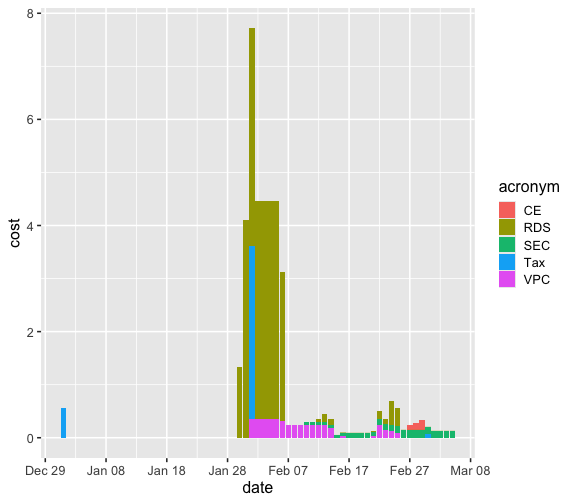 8
6
4
2
0
cost
Dec 29 Jan 08 Jan 18 Jan 28 Feb 07 Feb 17 Feb 27 Mar 08
date
acronym
CE
RDS
SEC
Tax
VPC